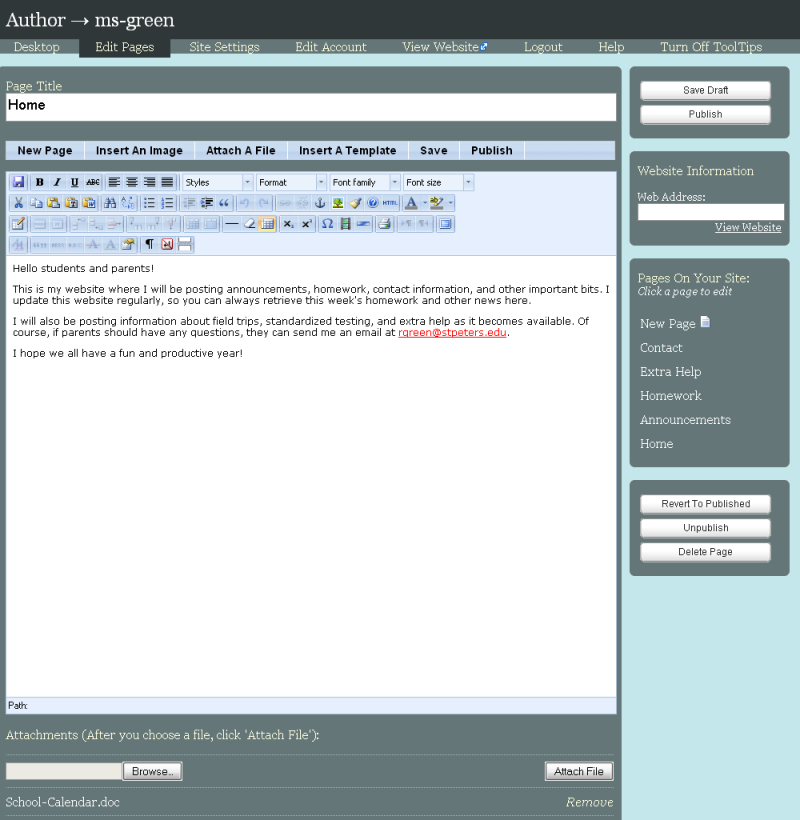 Author → ms-green
Desktop Edit Pages Site Settings Edit Account View Website Logout Help Turn Off ToolTips
Page Title
Home
New Page Insert An Image Attach A File Insert A Template Save Publish
B I U ABC Styles Format Font family Font size
HTML
Hello students and parents!
This is my website where I will be posting announcements, homework, contact information, and other important bits. I
update this website regularly, so you can always retrieve this week's homework and other news here.
I will also be posting information about field trips, standardized testing, and extra help as it becomes available. Of
course, if parents should have any questions, they can send me an email at rgreen@stpeters.edu.
I hope we all have a fun and productive year!
Path:
Attachments (After you choose a file, click 'Attach File'):
Browse... Attach File
School-Calendar.doc Remove
Save Draft
Publish
Website Information
Web Address:
View Website
Pages On Your Site:
Click a page to edit
New Page
Contact
Extra Help
Homework
Announcements
Home
Revert To Published
Unpublish
Delete Page